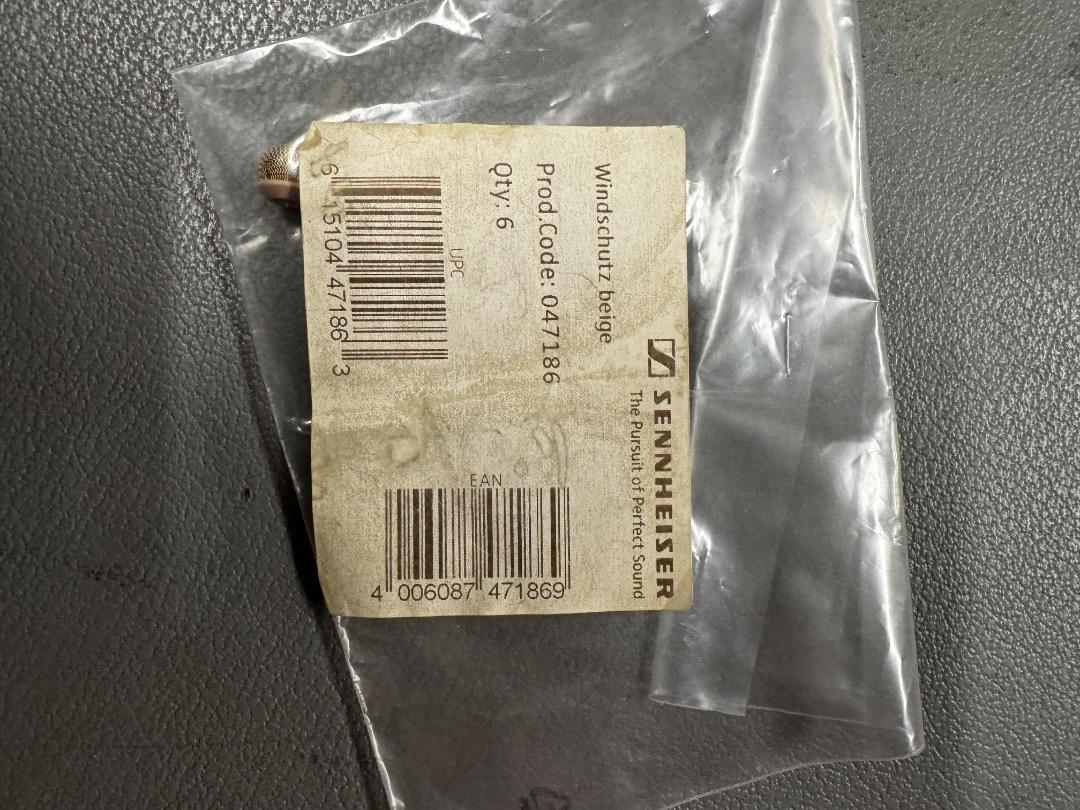 SENNHEISER
The Pursuit of Perfect Sound
Windschutz beige
Prod.Code: 047186
Qty: 6
UPC
6 15104 47186 3
EAN
4 006087 471869